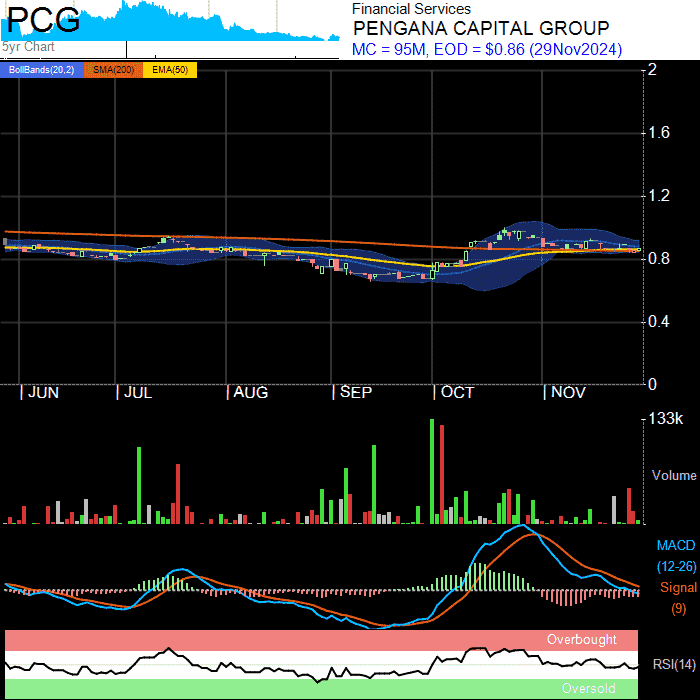 PCG
5yr Chart
Financial Services
PENGANA CAPITAL GROUP
MC = 95M, EOD = $0.86 (29Nov2024)
BollBands(20,2) SMA(200) EMA(50)
2
1.6
1.2
0.8
0.4
0
| JUN | JUL | AUG | SEP | OCT | NOV
133k
Volume
MACD
(12-26)
Signal
(9)
Overbought
RSI(14)
Oversold